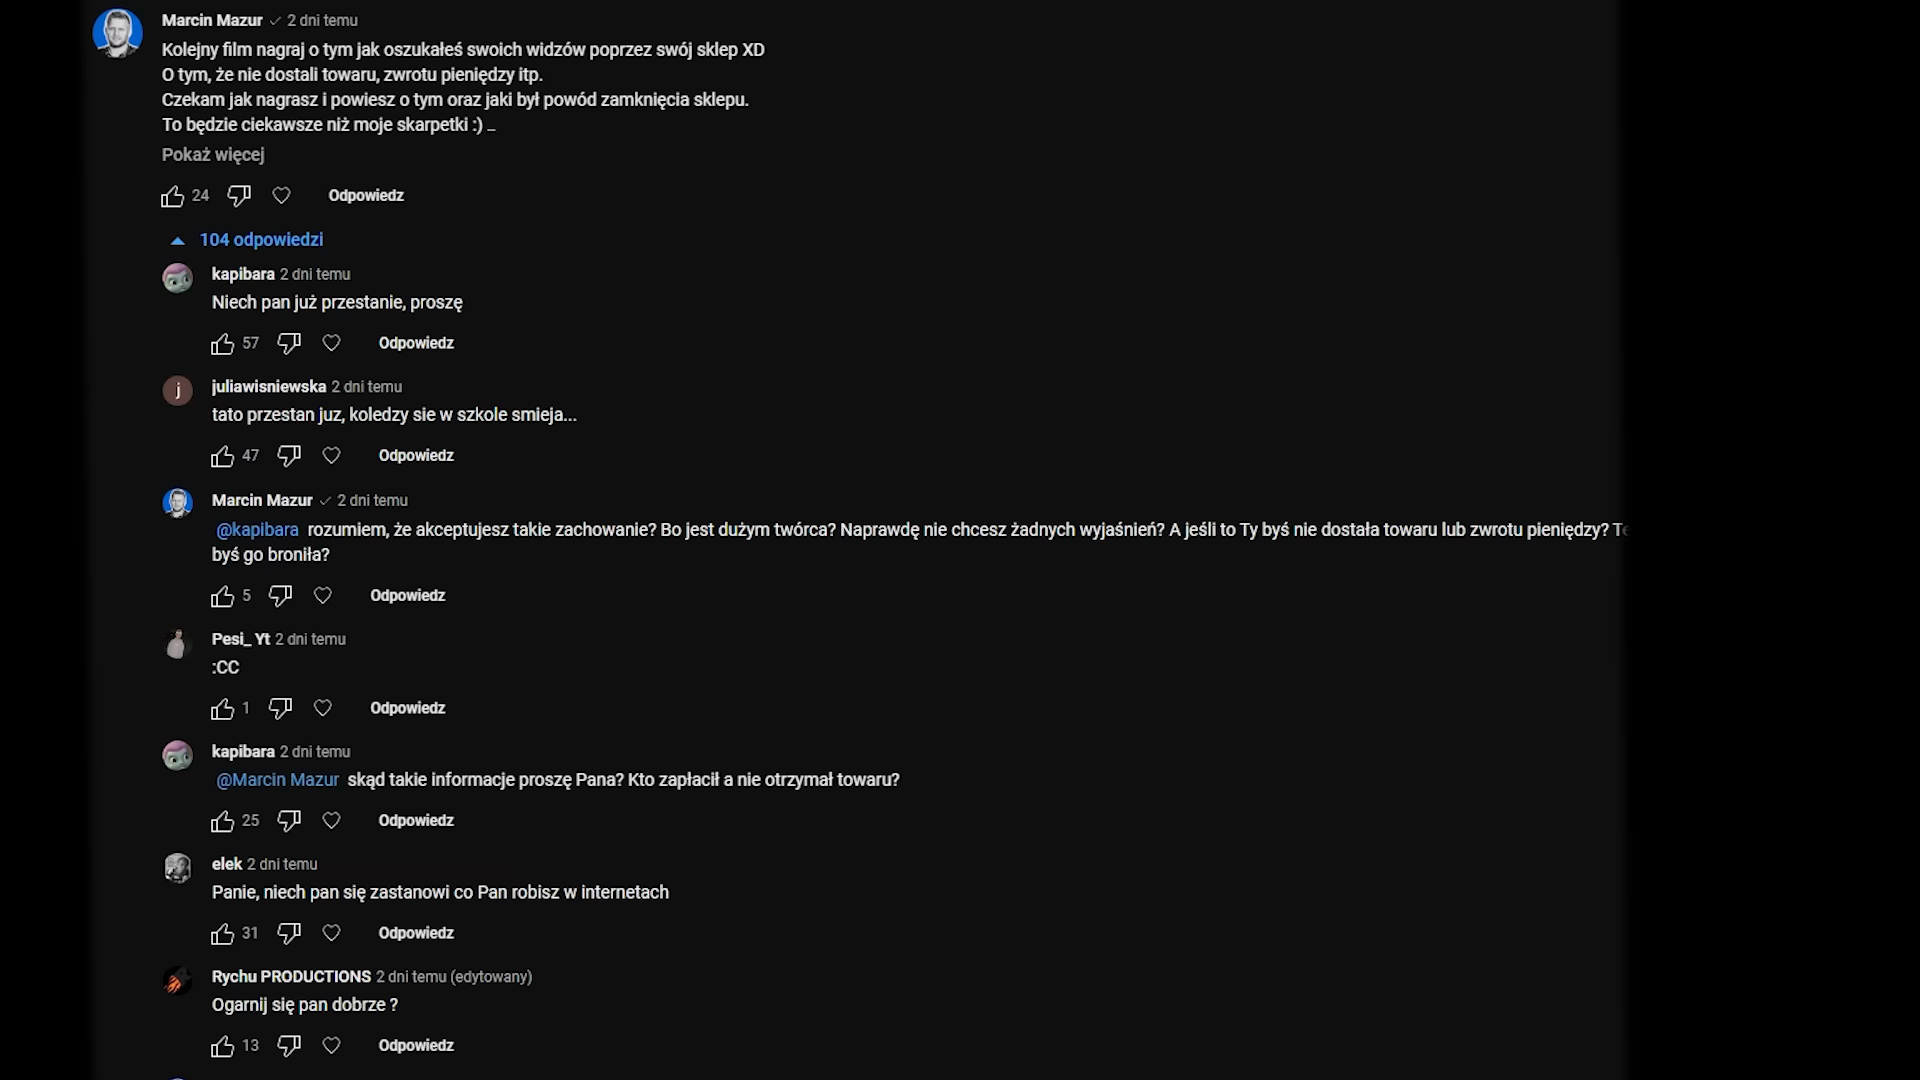 Marcin Mazur 2 dni temu
Kolejny film nagraj o tym jak oszukałeś swoich widzów poprzez swój sklep XD
O tym, że nie dostali towaru, zwrotu pieniędzy itp.
Czekam jak nagrasz i powiesz o tym oraz jaki był powód zamknięcia sklepu.
To będzie ciekawsze niż moje skarpetki :) ...
Pokaż więcej
24 Odpowiedz
104 odpowiedzi
kapibara 2 dni temu
Niech pan już przestanie, proszę
57 Odpowiedz
j
juliawisniewska 2 dni temu
tato przestan juz, koledzy sie w szkole smieja...
47 Odpowiedz
Marcin Mazur 2 dni temu
@kapibara rozumiem, że akceptujesz takie zachowanie? Bo jest dużym twórca? Naprawdę nie chcesz żadnych wyjaśnień? A jeśli to Ty byś nie dostała towaru lub zwrotu pieniędzy?
byś go broniła?
5 Odpowiedz
Pesi_ Yt 2 dni temu
:CC
1 Odpowiedz
kapibara 2 dni temu
@Marcin Mazur skąd takie informacje proszę Pana? Kto zapłacił a nie otrzymał towaru?
25 Odpowiedz
elek 2 dni temu
Panie, niech pan się zastanowi co Pan robisz w internetach
31 Odpowiedz
Rychu PRODUCTIONS 2 dni temu (edytowany)
Ogarnij się pan dobrze ?
13 Odpowiedz